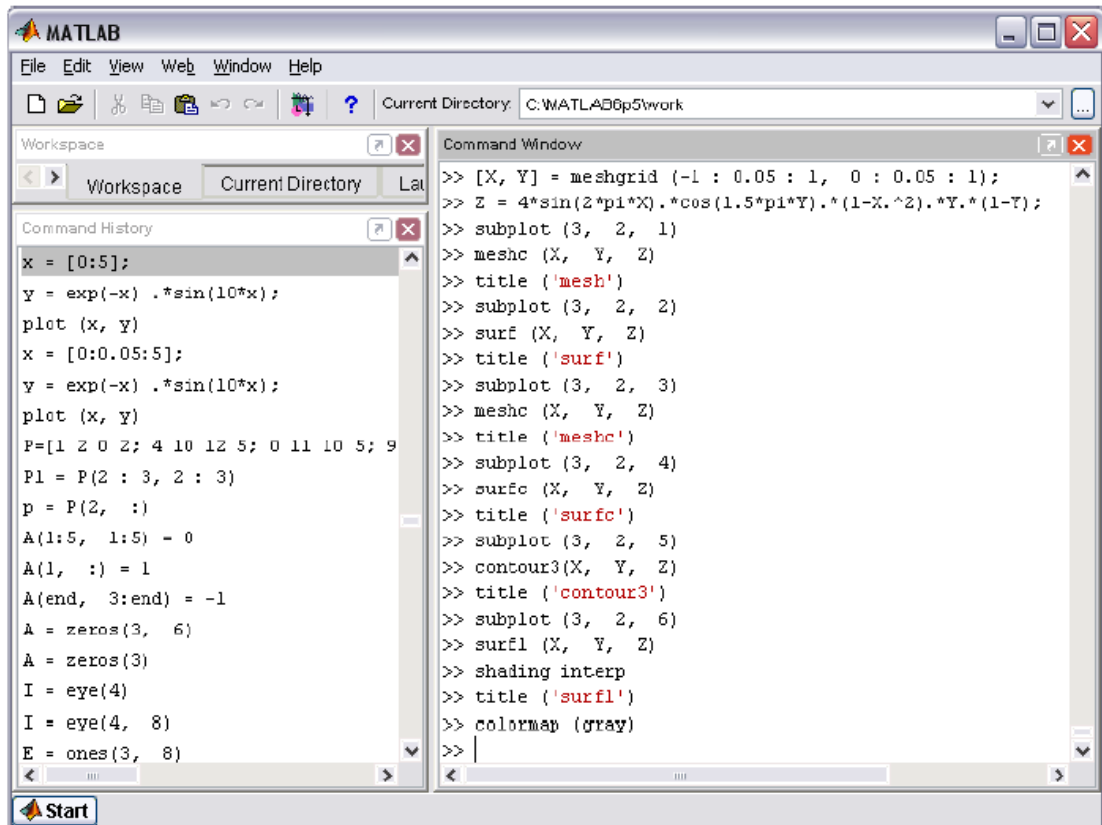 MATLAB
File Edit View Web Window Help
? Current Directory: C:\MATLAB6p5\work ...
Workspace
Workspace Current Directory Lau
Command History
x = [0:5];
y = exp(-x) .*sin(10*x);
plot (x, y)
x = [0:0.05:5];
y = exp(-x) .*sin(10*x);
plot (x, y)
P=[1 2 0 2; 4 10 12 5; 0 11 10 5; 9
P1 = P(2 : 3, 2 : 3)
p = P(2, :)
A(1:5, 1:5) = 0
A(1, :) = 1
A(end, 3:end) = -1
A = zeros(3, 6)
A = zeros(3)
I = eye(4)
I = eye(4, 8)
E = ones(3, 8)
Command Window
>> [X, Y] = meshgrid (-1 : 0.05 : 1, 0 : 0.05 : 1);
>> Z = 4*sin(2*pi*X).*cos(1.5*pi*Y).*(1-X.^2).*Y.*(1-Y);
>> subplot (3, 2, 1)
>> meshc (X, Y, Z)
>> title ('mesh')
>> subplot (3, 2, 2)
>> surf (X, Y, Z)
>> title ('surf')
>> subplot (3, 2, 3)
>> meshc (X, Y, Z)
>> title ('meshc')
>> subplot (3, 2, 4)
>> surfc (X, Y, Z)
>> title ('surfc')
>> subplot (3, 2, 5)
>> contour3(X, Y, Z)
>> title ('contour3')
>> subplot (3, 2, 6)
>> surfl (X, Y, Z)
>> shading interp
>> title ('surfl')
>> colormap (gray)
>>
Start